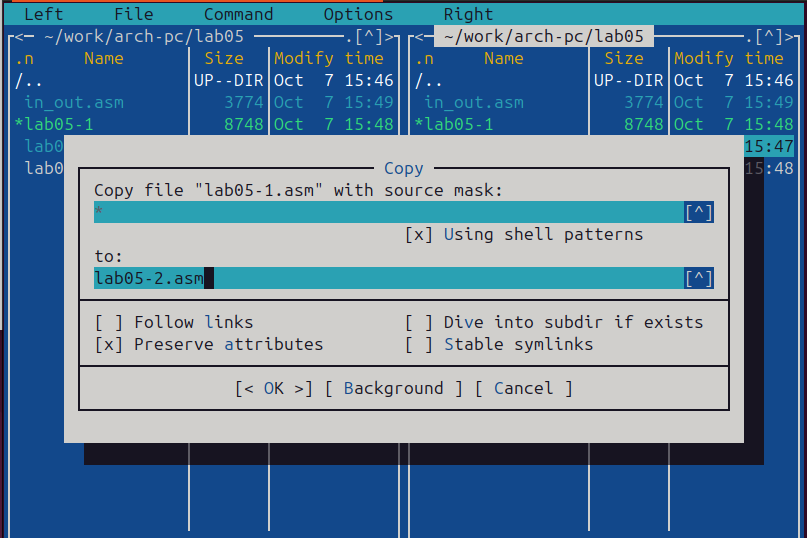 Left File Command Options Right
<─ ~/work/arch-pc/lab05 ─.[^]> <─ ~/work/arch-pc/lab05 ─.[^]>
.n Name Size Modify time .n Name Size Modify time
/.. UP--DIR Oct 7 15:46 /.. UP--DIR Oct 7 15:46
in_out.asm 3774 Oct 7 15:49 in_out.asm 3774 Oct 7 15:49
*lab05-1 8748 Oct 7 15:48 *lab05-1 8748 Oct 7 15:48
lab0 15:47
lab0 15:48
Copy
Copy file "lab05-1.asm" with source mask:
* [^]
[x] Using shell patterns
to:
lab05-2.asm [^]
[ ] Follow links [ ] Dive into subdir if exists
[x] Preserve attributes [ ] Stable symlinks
[< OK >] [ Background ] [ Cancel ]